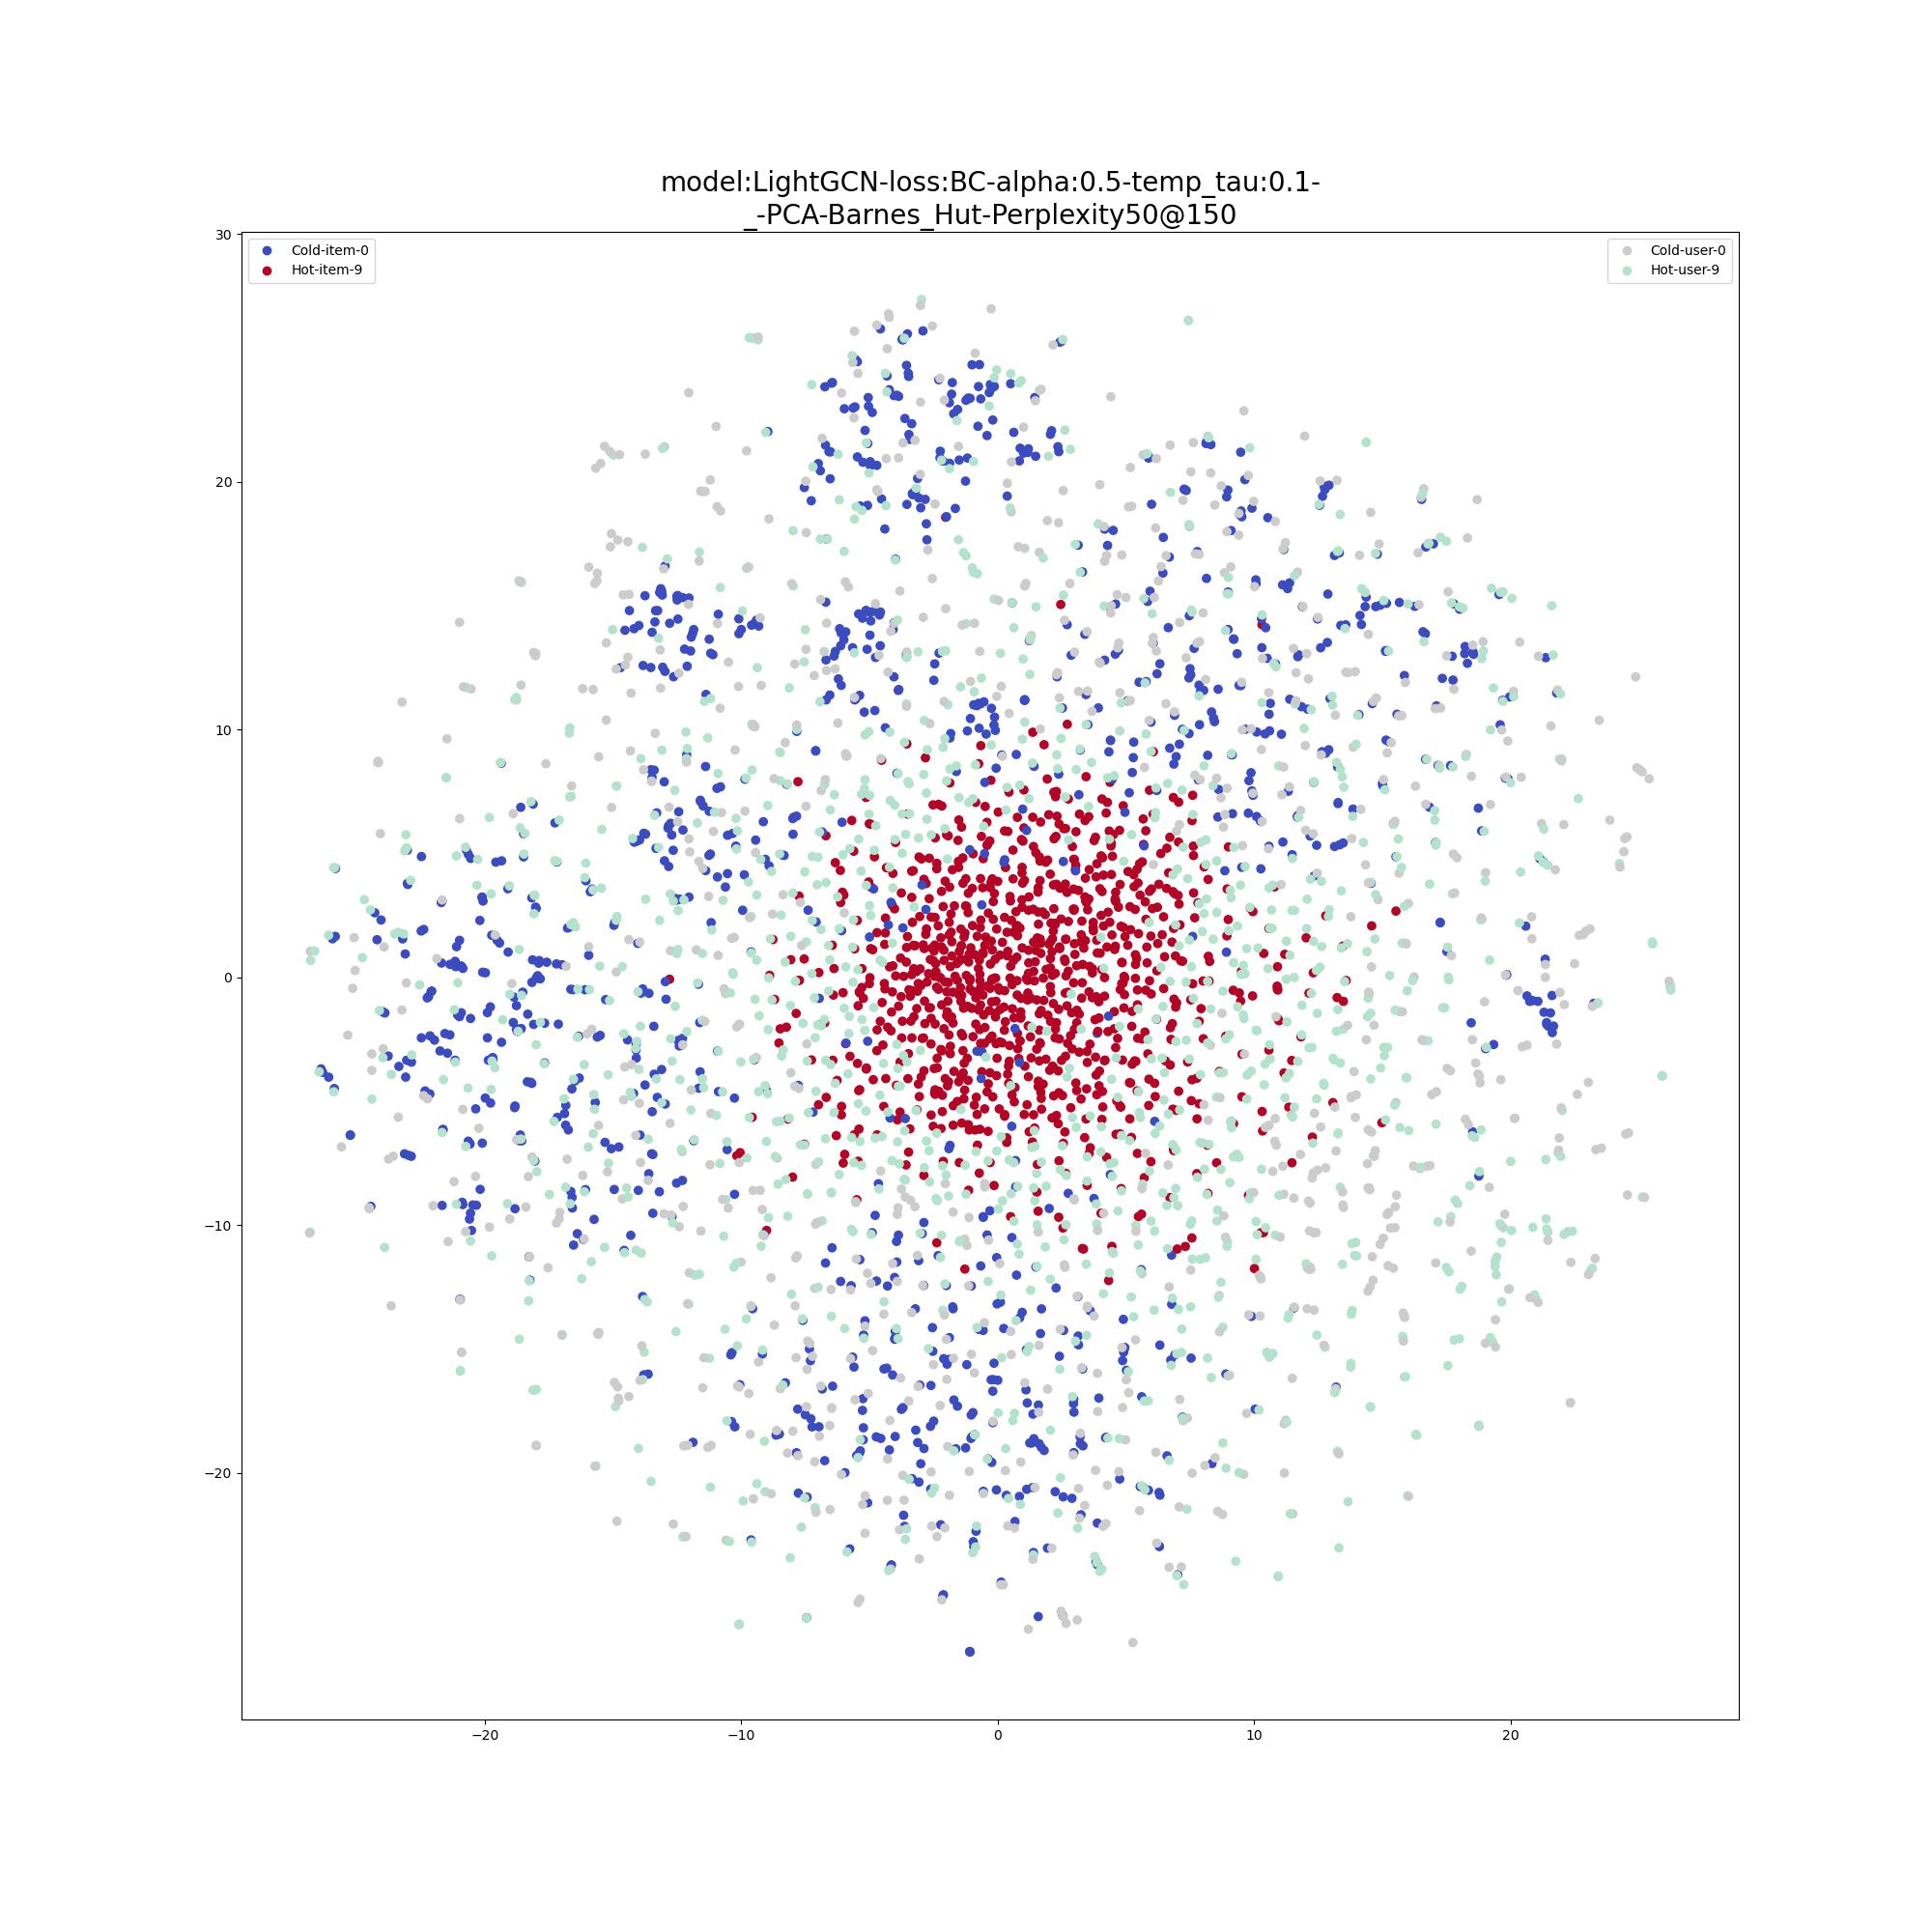 model:LightGCN-loss:BC-alpha:0.5-temp_tau:0.1-
_-PCA-Barnes_Hut-Perplexity50@150
Cold-item-0
Hot-item-9
Cold-user-0
Hot-user-9
30
20
10
0
−10
−20
−20
−10
0
10
20